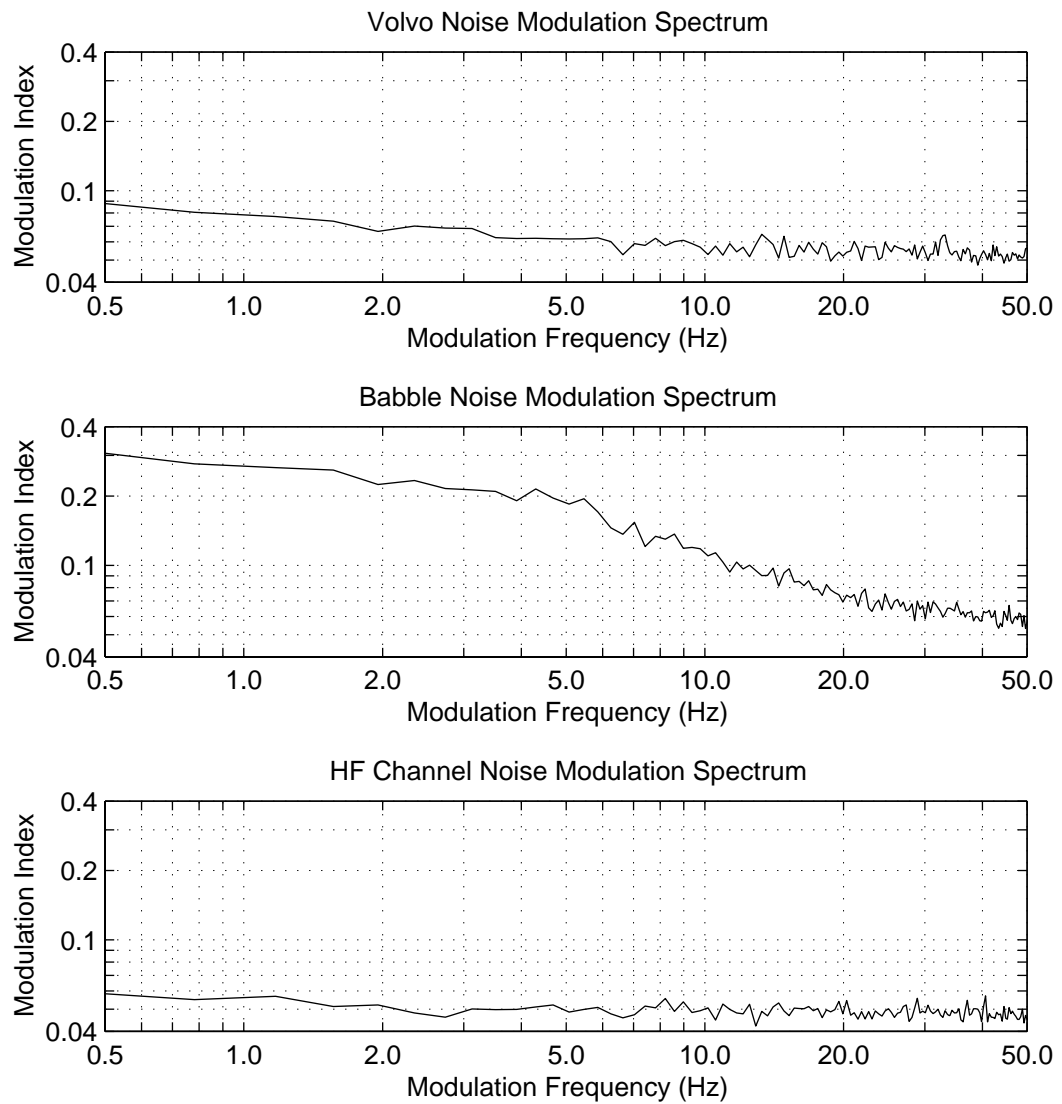 Volvo Noise Modulation Spectrum
0.4
0.2
0.1
0.04
Modulation Index
0.5 1.0 2.0 5.0 10.0 20.0 50.0
Modulation Frequency (Hz)
Babble Noise Modulation Spectrum
0.4
0.2
0.1
0.04
Modulation Index
0.5 1.0 2.0 5.0 10.0 20.0 50.0
Modulation Frequency (Hz)
HF Channel Noise Modulation Spectrum
0.4
0.2
0.1
0.04
Modulation Index
0.5 1.0 2.0 5.0 10.0 20.0 50.0
Modulation Frequency (Hz)